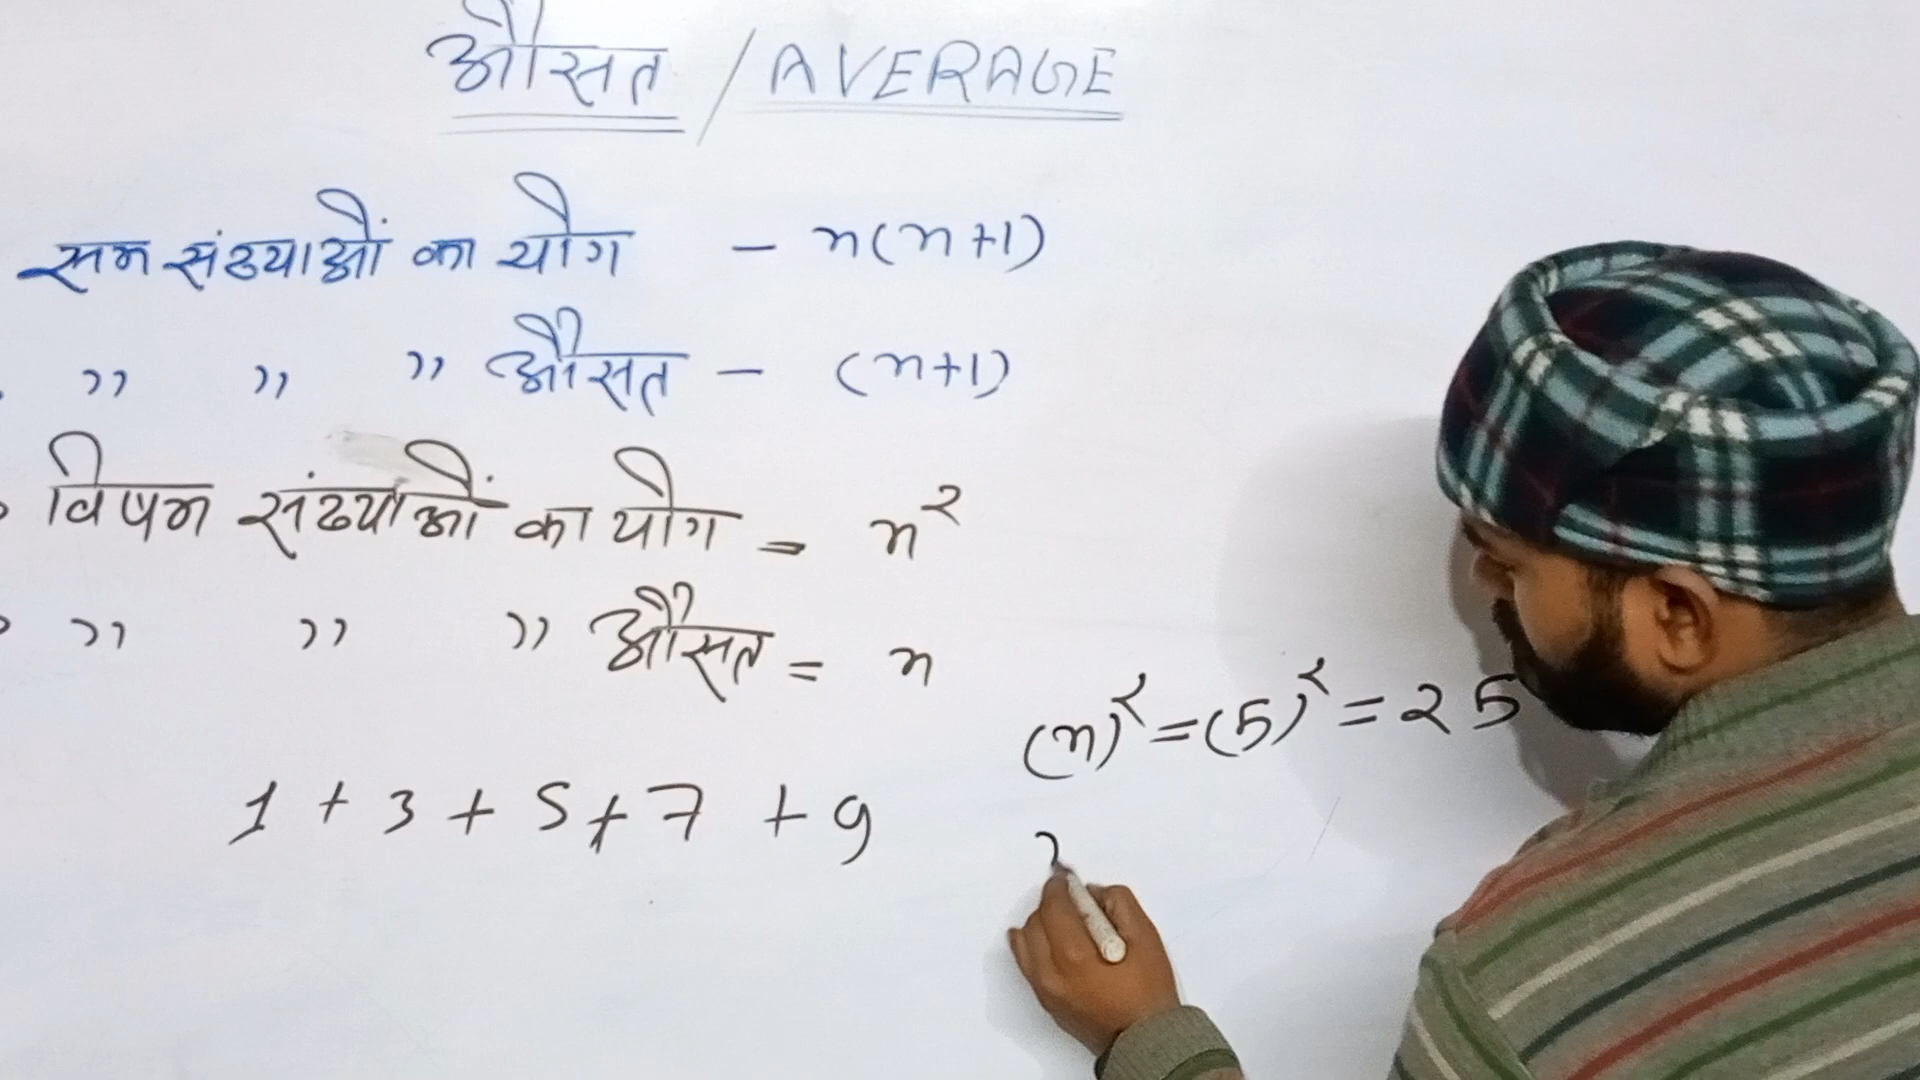 औसत / AVERAGE
सम संख्याओं का योग - n(n+1)
" " " औसत - (n+1)
विषम संख्याओं का योग = n²
" " " औसत = n
(n)² = (5)² = 25
1 + 3 + 5 + 7 + 9